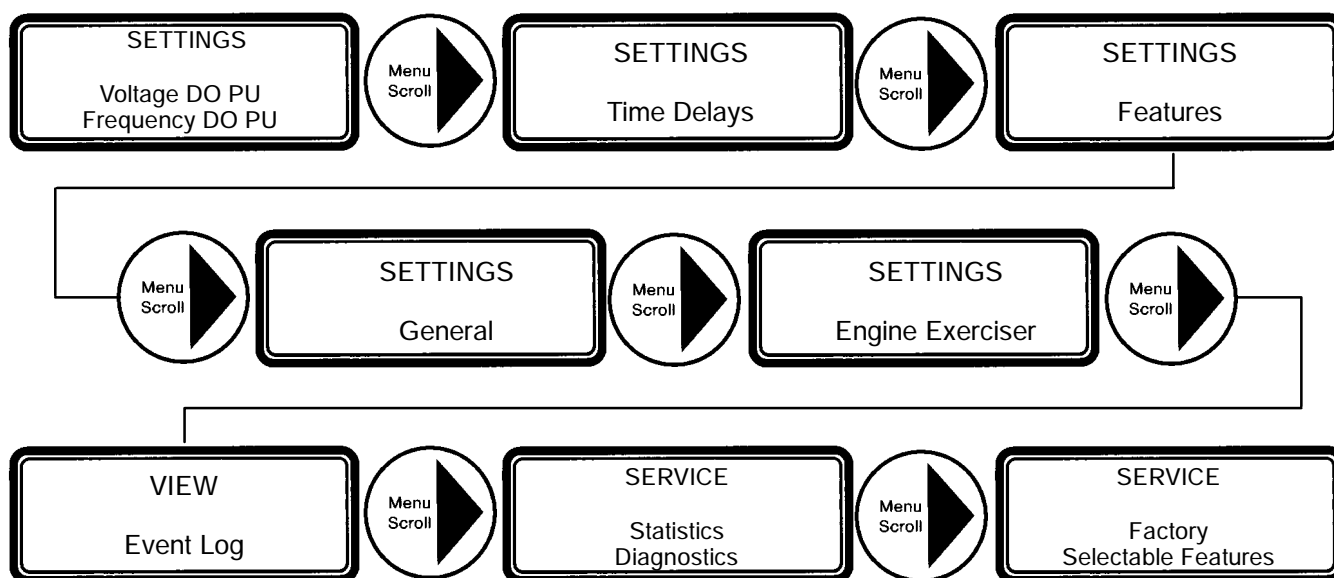 SETTINGS
Voltage DO PU
Frequency DO PU
Menu
Scroll
SETTINGS
Time Delays
Menu
Scroll
SETTINGS
Features
Menu
Scroll
SETTINGS
General
Menu
Scroll
SETTINGS
Engine Exerciser
Menu
Scroll
VIEW
Event Log
Menu
Scroll
SERVICE
Statistics
Diagnostics
Menu
Scroll
SERVICE
Factory
Selectable Features